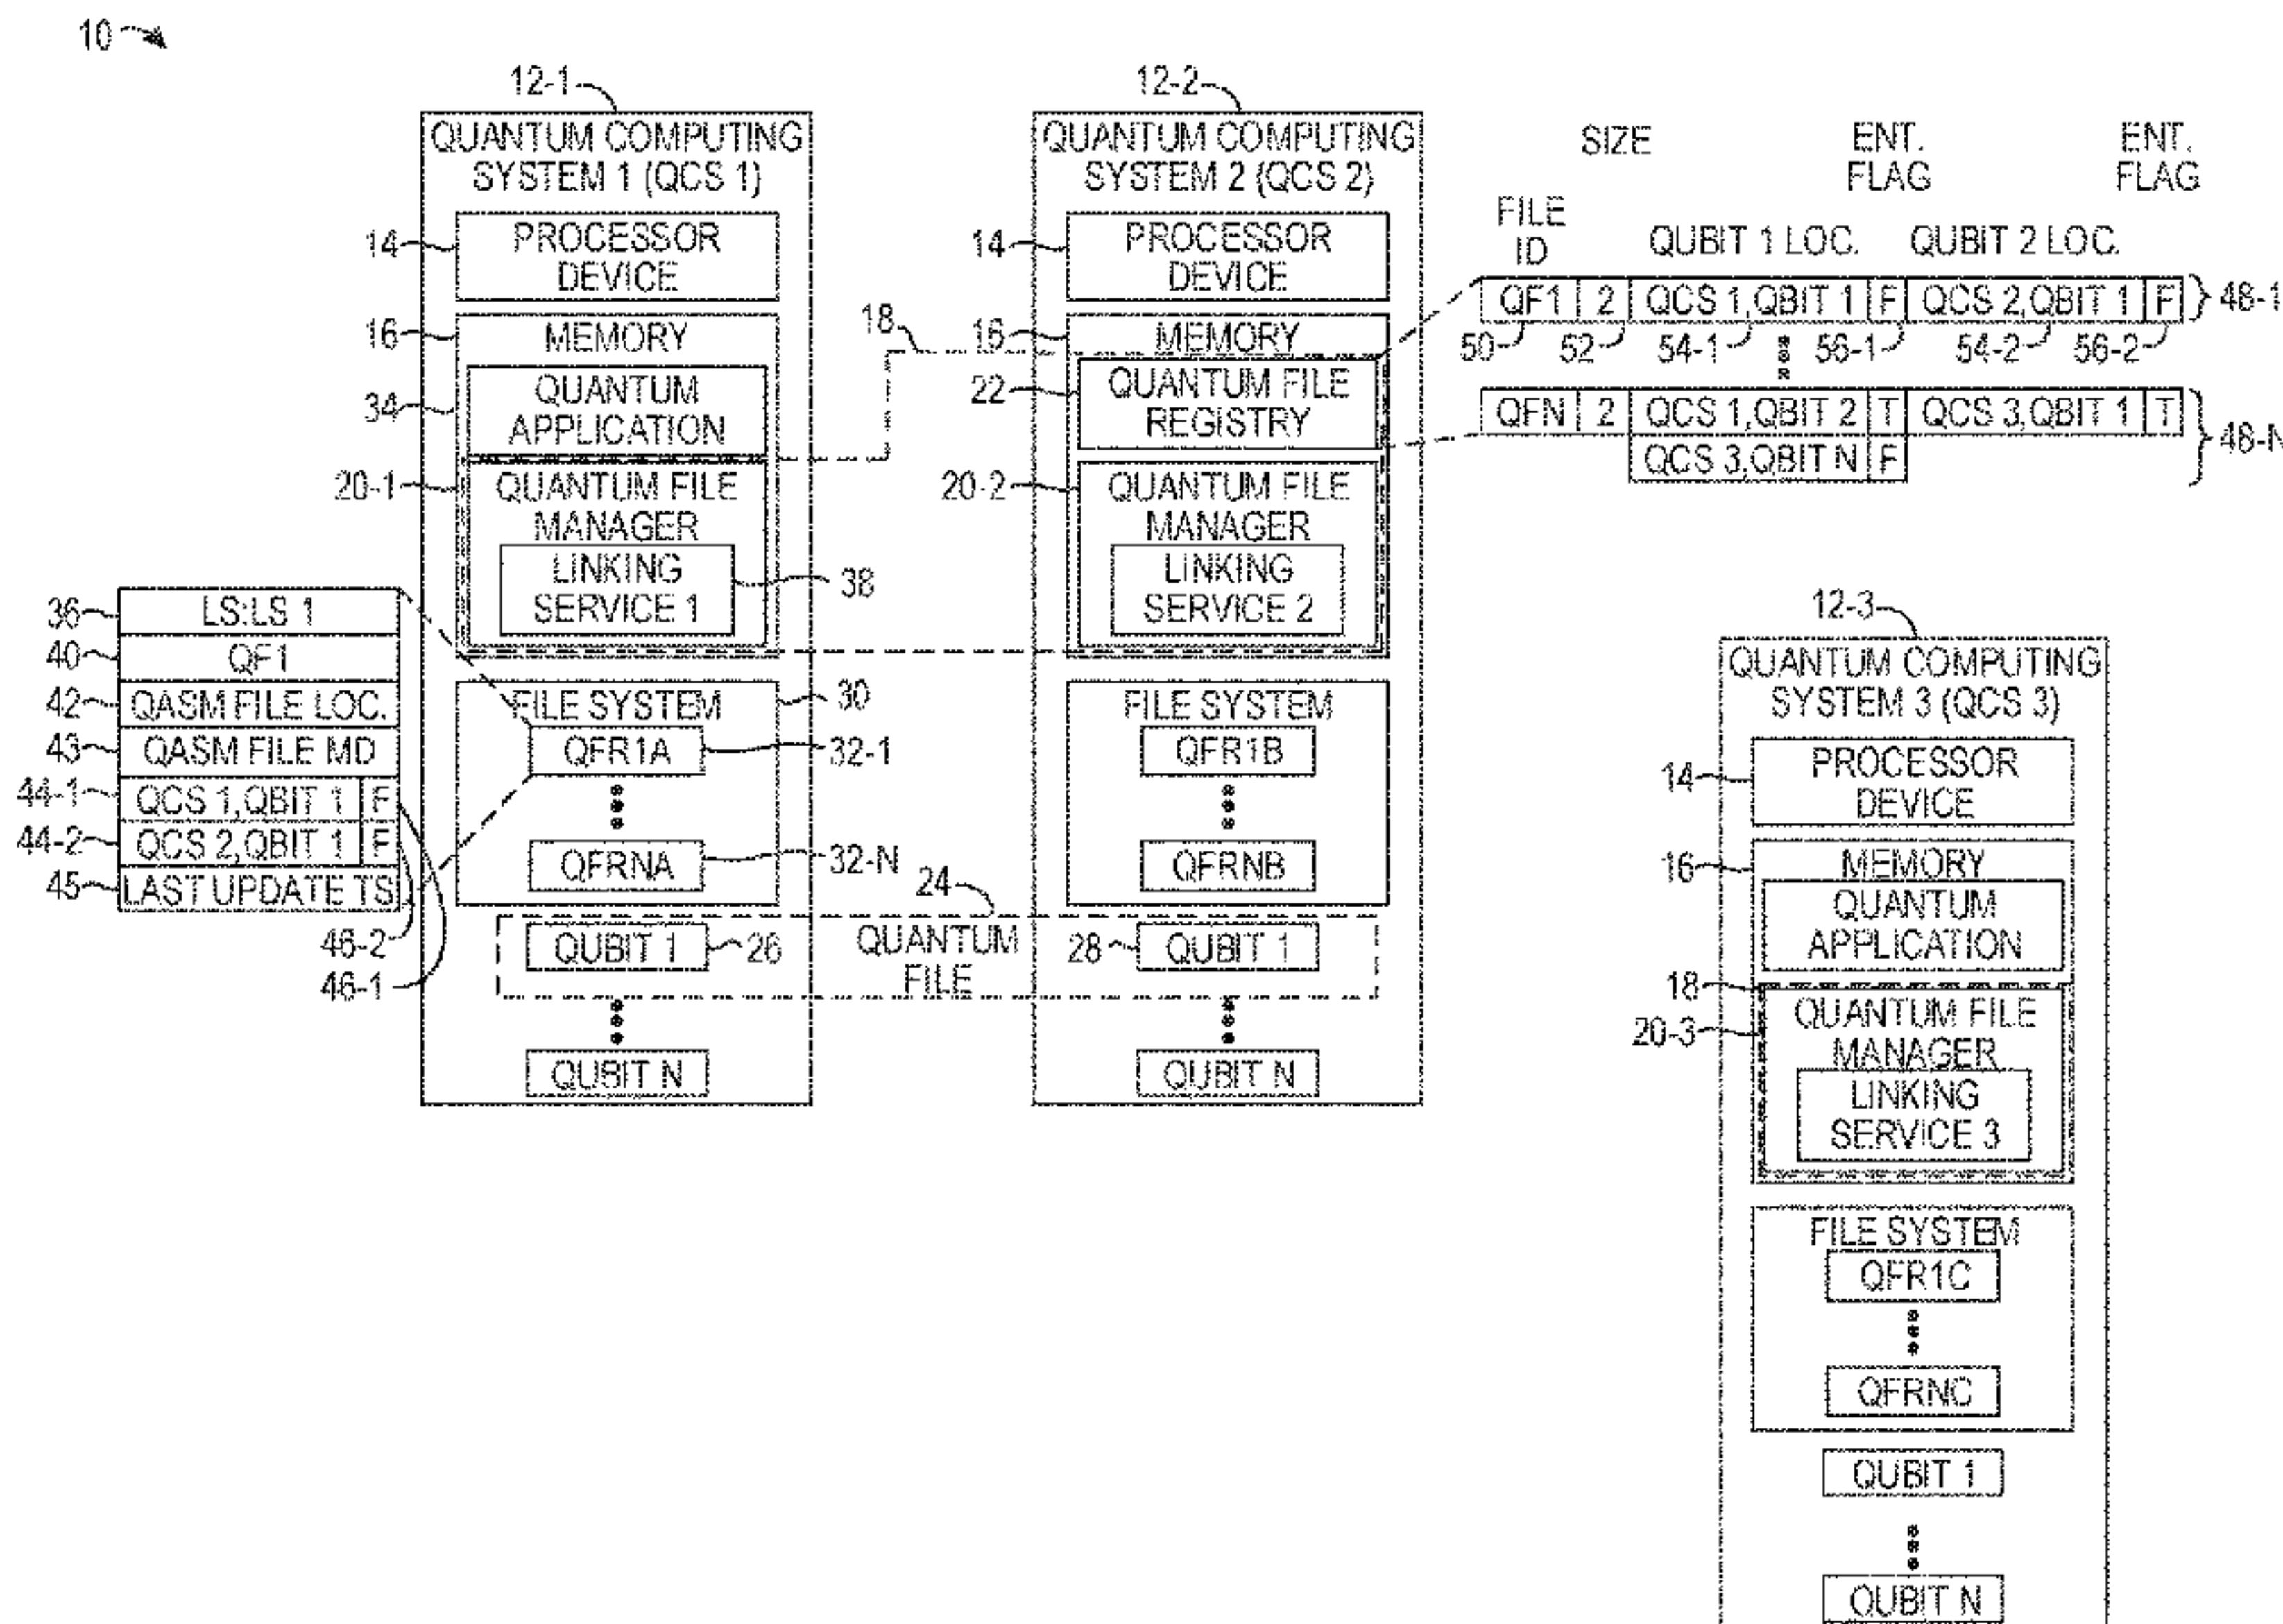 10
12-1
QUANTUM COMPUTING
SYSTEM 1 (QCS 1)
14
PROCESSOR
DEVICE
16
MEMORY
34
QUANTUM
APPLICATION
18
20-1
QUANTUM FILE
MANAGER
LINKING
SERVICE 1
38
FILE SYSTEM
30
QFR1A
32-1
QFRNA
32-N
QUBIT 1
26
QUBIT N
24
QUANTUM
FILE
36
LS:LS 1
40
QF1
42
QASM FILE LOC.
43
QASM FILE MD
44-1
QCS 1,QBIT 1 F
44-2
QCS 2,QBIT 1 F
45
LAST UPDATE TS
46-2
46-1
12-2
QUANTUM COMPUTING
SYSTEM 2 (QCS 2)
14
PROCESSOR
DEVICE
16
MEMORY
22
QUANTUM FILE
REGISTRY
20-2
QUANTUM FILE
MANAGER
LINKING
SERVICE 2
FILE SYSTEM
QFR1B
QFRNB
28
QUBIT 1
QUBIT N
SIZE
ENT.
FLAG
ENT.
FLAG
FILE
ID
QUBIT 1 LOC.
QUBIT 2 LOC.
QF1 2 QCS 1,QBIT 1 F QCS 2,QBIT 1 F
48-1
50 52 54-1 56-1 54-2 56-2
QFN 2 QCS 1,QBIT 2 T QCS 3,QBIT 1 T
QCS 3,QBIT N F
48-N
12-3
QUANTUM COMPUTING
SYSTEM 3 (QCS 3)
14
PROCESSOR
DEVICE
16
MEMORY
QUANTUM
APPLICATION
18
20-3
QUANTUM FILE
MANAGER
LINKING
SERVICE 3
FILE SYSTEM
QFR1C
QFRNC
QUBIT 1
QUBIT N